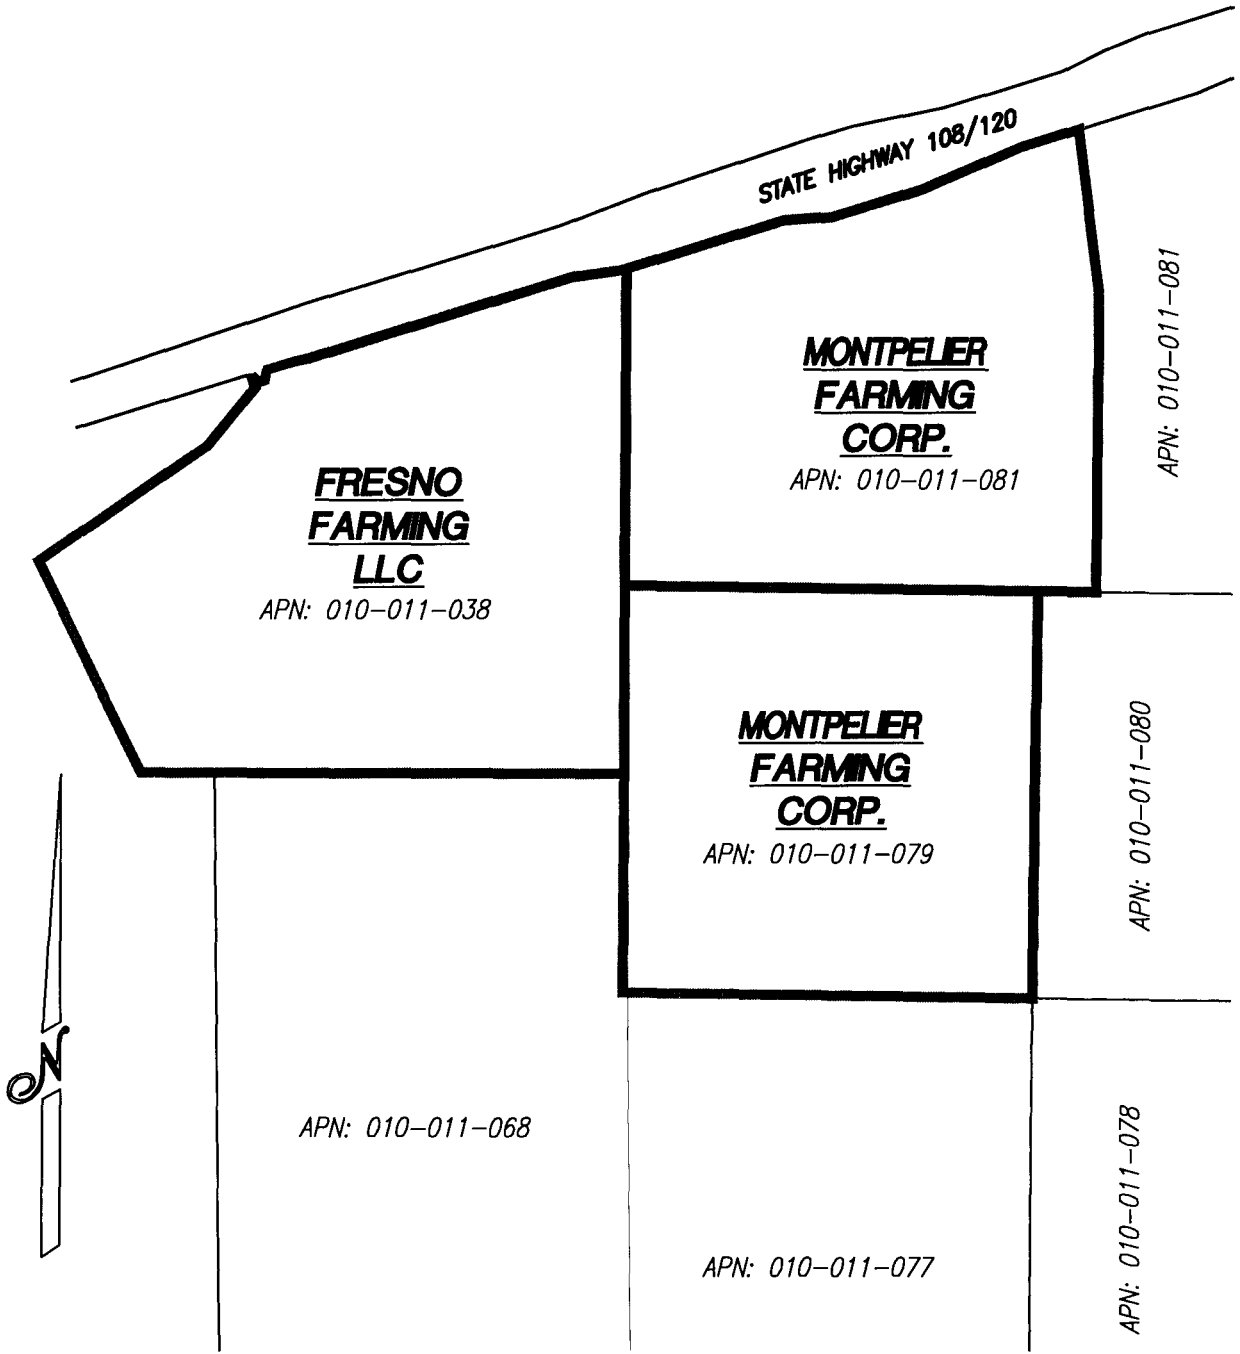 STATE HIGHWAY 108/120
MONTPELIER
FARMING
CORP.
APN: 010-011-081
APN: 010-011-081
FRESNO
FARMING
LLC
APN: 010-011-038
MONTPELIER
FARMING
CORP.
APN: 010-011-079
APN: 010-011-080
N
APN: 010-011-068
APN: 010-011-077
APN: 010-011-078